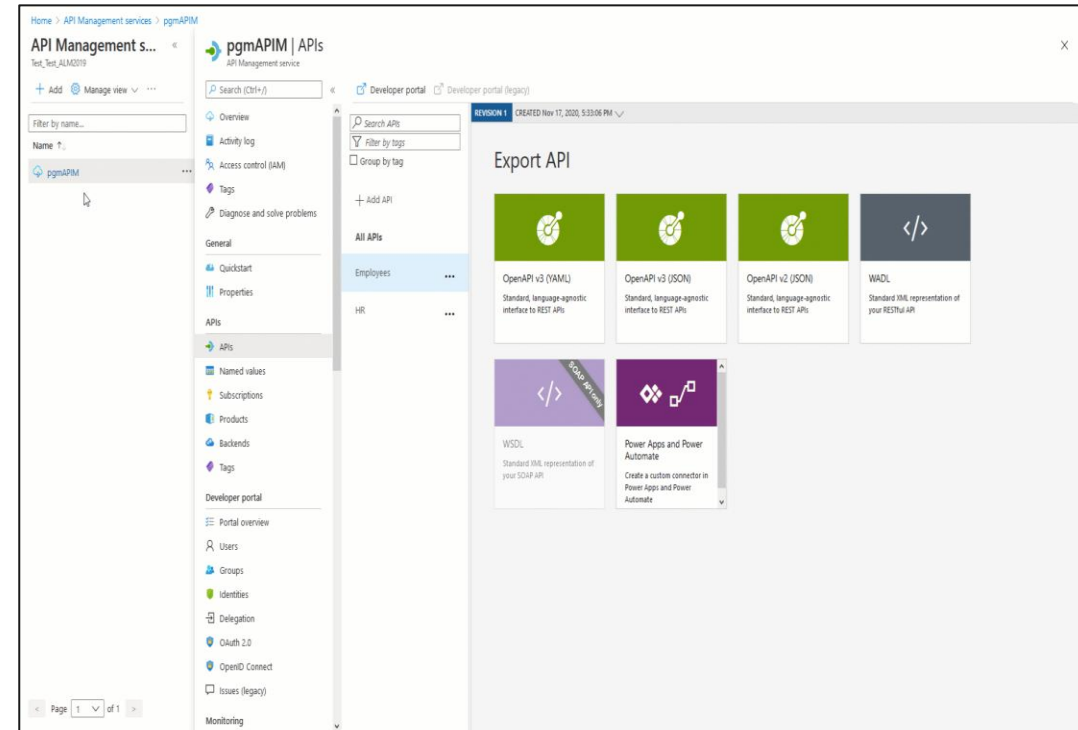 Home > API Management services > pgmAPIM
API Management s... «
Test_Test_ALM2019
+ Add Manage view ...
Filter by name...
Name ↑↓
pgmAPIM ...
< Page 1 of 1 >
pgmAPIM | APIs
API Management service
X
Search (Ctrl+/) «
Overview
Activity log
Access control (IAM)
Tags
Diagnose and solve problems
General
Quickstart
Properties
APIs
APIs
Named values
Subscriptions
Products
Backends
Tags
Developer portal
Portal overview
Users
Groups
Identities
Delegation
OAuth 2.0
OpenID Connect
Issues (legacy)
Monitoring
Developer portal Developer portal (legacy)
Search APIs
Filter by tags
Group by tag
+ Add API
All APIs
Employees ...
HR ...
REVISION 1 CREATED Nov 17, 2020, 5:33:06 PM
Export API
OpenAPI v3 (YAML)
Standard, language-agnostic
interface to REST APIs
OpenAPI v3 (JSON)
Standard, language-agnostic
interface to REST APIs
OpenAPI v2 (JSON)
Standard, language-agnostic
interface to REST APIs
</>
WADL
Standard XML representation of
your RESTful API
</>
SOAP API only
WSDL
Standard XML representation of
your SOAP API
Power Apps and Power
Automate
Create a custom connector in
Power Apps and Power
Automate